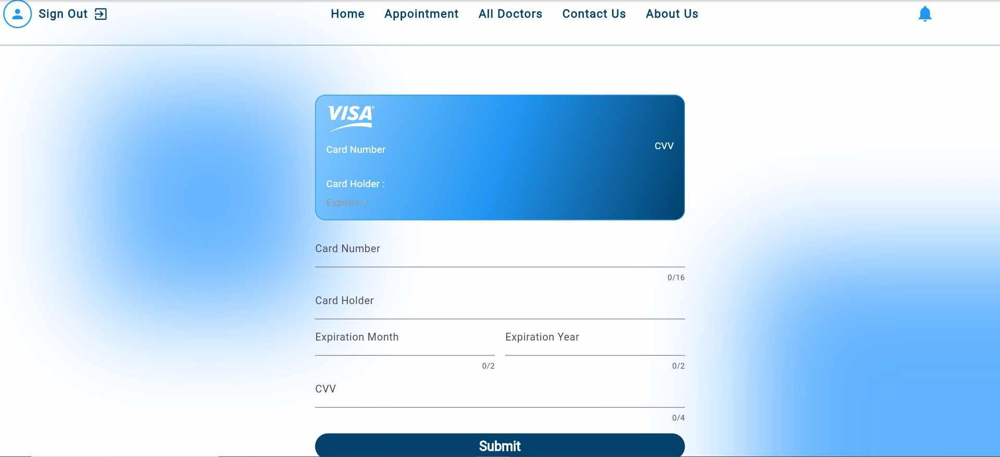 Sign Out
Home Appointment All Doctors Contact Us About Us
VISA®
Card Number
CVV
Card Holder :
Expires: /
Card Number
0/16
Card Holder
Expiration Month Expiration Year
0/2 0/2
CVV
0/4
Submit